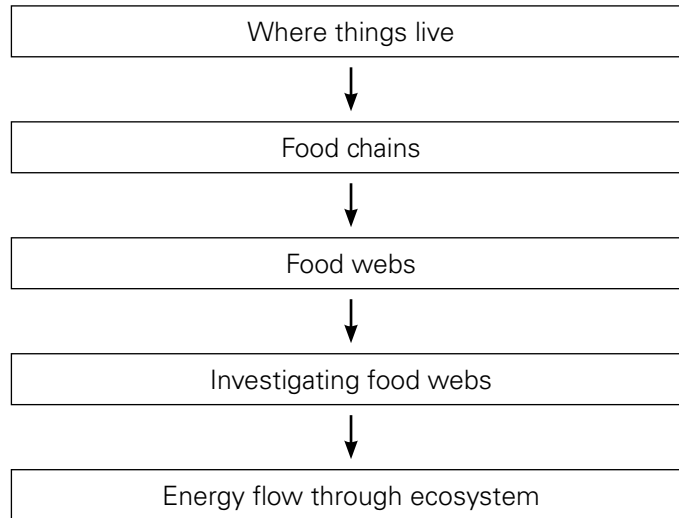 Where things live
Food chains
Food webs
Investigating food webs
Energy flow through ecosystem